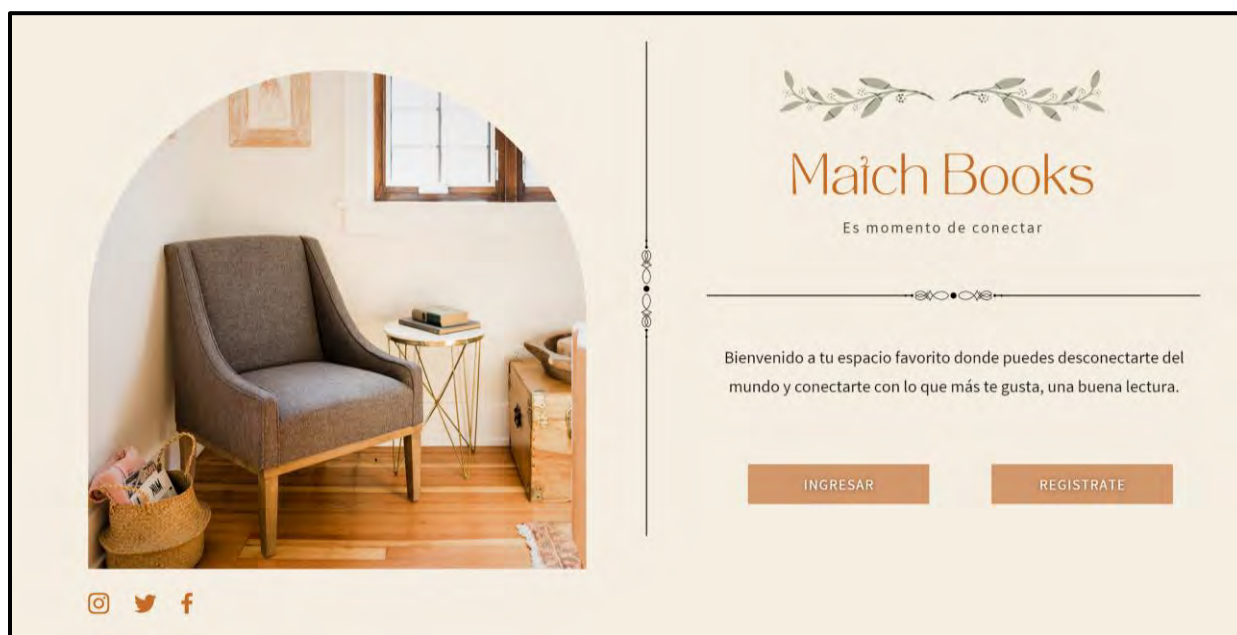 Match Books
Es momento de conectar
Bienvenido a tu espacio favorito donde puedes desconectarte del
mundo y conectarte con lo que más te gusta, una buena lectura.
INGRESAR
REGISTRATE